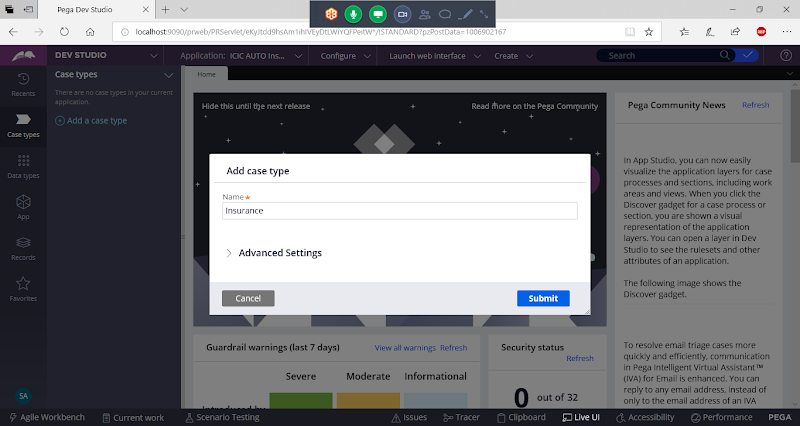 Pega Dev Studio
localhost:9090/prweb/PRServlet/eKyJtdd9hsAm1ihlVEyDtLWiYQFPeitW*/!STANDARD?pzPostData=1006902167
DEV STUDIO
Application: ICIC AUTO Ins...
Configure
Launch web interface
Create
Search
Recents
Case types
Data types
App
Records
Favorites
SA
Case types
There are no case types in your current
application.
Add a case type
Home
Hide this until the next release
Read more on the Pega Community
Add case type
Name
Insurance
Advanced Settings
Cancel
Submit
Guardrail warnings (last 7 days)
View all warnings
Refresh
Severe
Moderate
Informational
Introduced by
Security status
Refresh
0 out of 32
Pega Community News
Refresh
In App Studio, you can now easily
visualize the application layers for case
processes and sections, including work
areas and views. When you click the
Discover gadget for a case process or
section, you are shown a visual
representation of the application
layers. You can open a layer in Dev
Studio to see the rulesets and other
attributes of an application.
The following image shows the
Discover gadget.
To resolve email triage cases more
quickly and efficiently, communication
in Pega Intelligent Virtual Assistant™
(IVA) for Email is enhanced. You can
reply to any email address, instead of
only to the email address of an IVA
Agile Workbench
Current work
Scenario Testing
Issues
Tracer
Clipboard
Live UI
Accessibility
Performance
PEGA